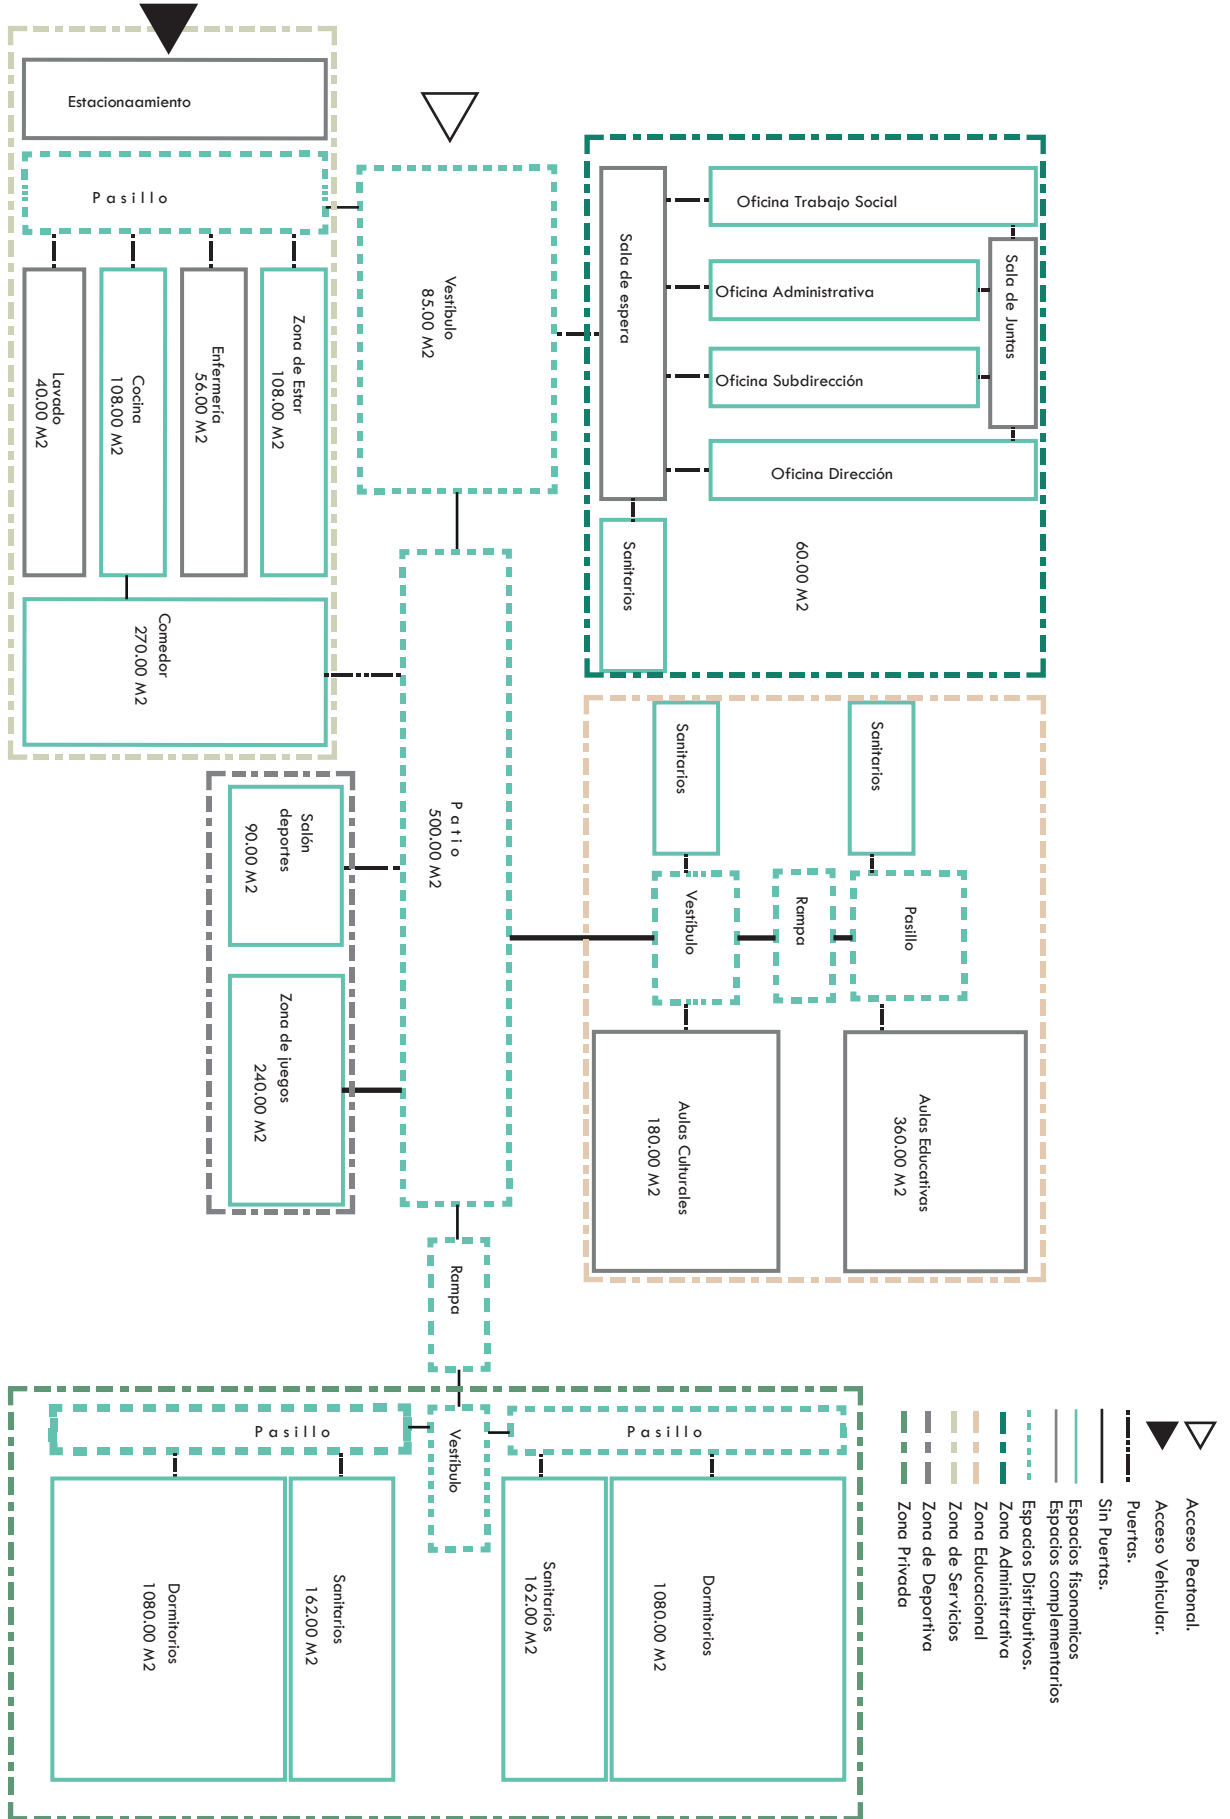 Estacionaamiento
Pasillo
Lavado
40.00 M2
Cocina
108.00 M2
Enfermería
56.00 M2
Zona de Estar
108.00 M2
Comedor
270.00 M2
Vestíbulo
85.00 M2
Sala de espera
Oficina Trabajo Social
Oficina Administrativa
Oficina Subdirección
Oficina Dirección
Sala de Juntas
Sanitarios
60.00 M2
Patio
500.00 M2
Salón
deportes
90.00 M2
Zona de juegos
240.00 M2
Sanitarios
Sanitarios
Vestíbulo
Rampa
Pasillo
Aulas Culturales
180.00 M2
Aulas Educativas
360.00 M2
Rampa
Pasillo
Vestíbulo
Pasillo
Dormitorios
1080.00 M2
Sanitarios
162.00 M2
Sanitarios
162.00 M2
Dormitorios
1080.00 M2
Acceso Peatonal.
Acceso Vehicular.
Puertas.
Sin Puertas.
Espacios fisonomicos
Espacios complementarios
Espacios Distributivos.
Zona Administrativa
Zona Educacional
Zona de Servicios
Zona de Deportiva
Zona Privada